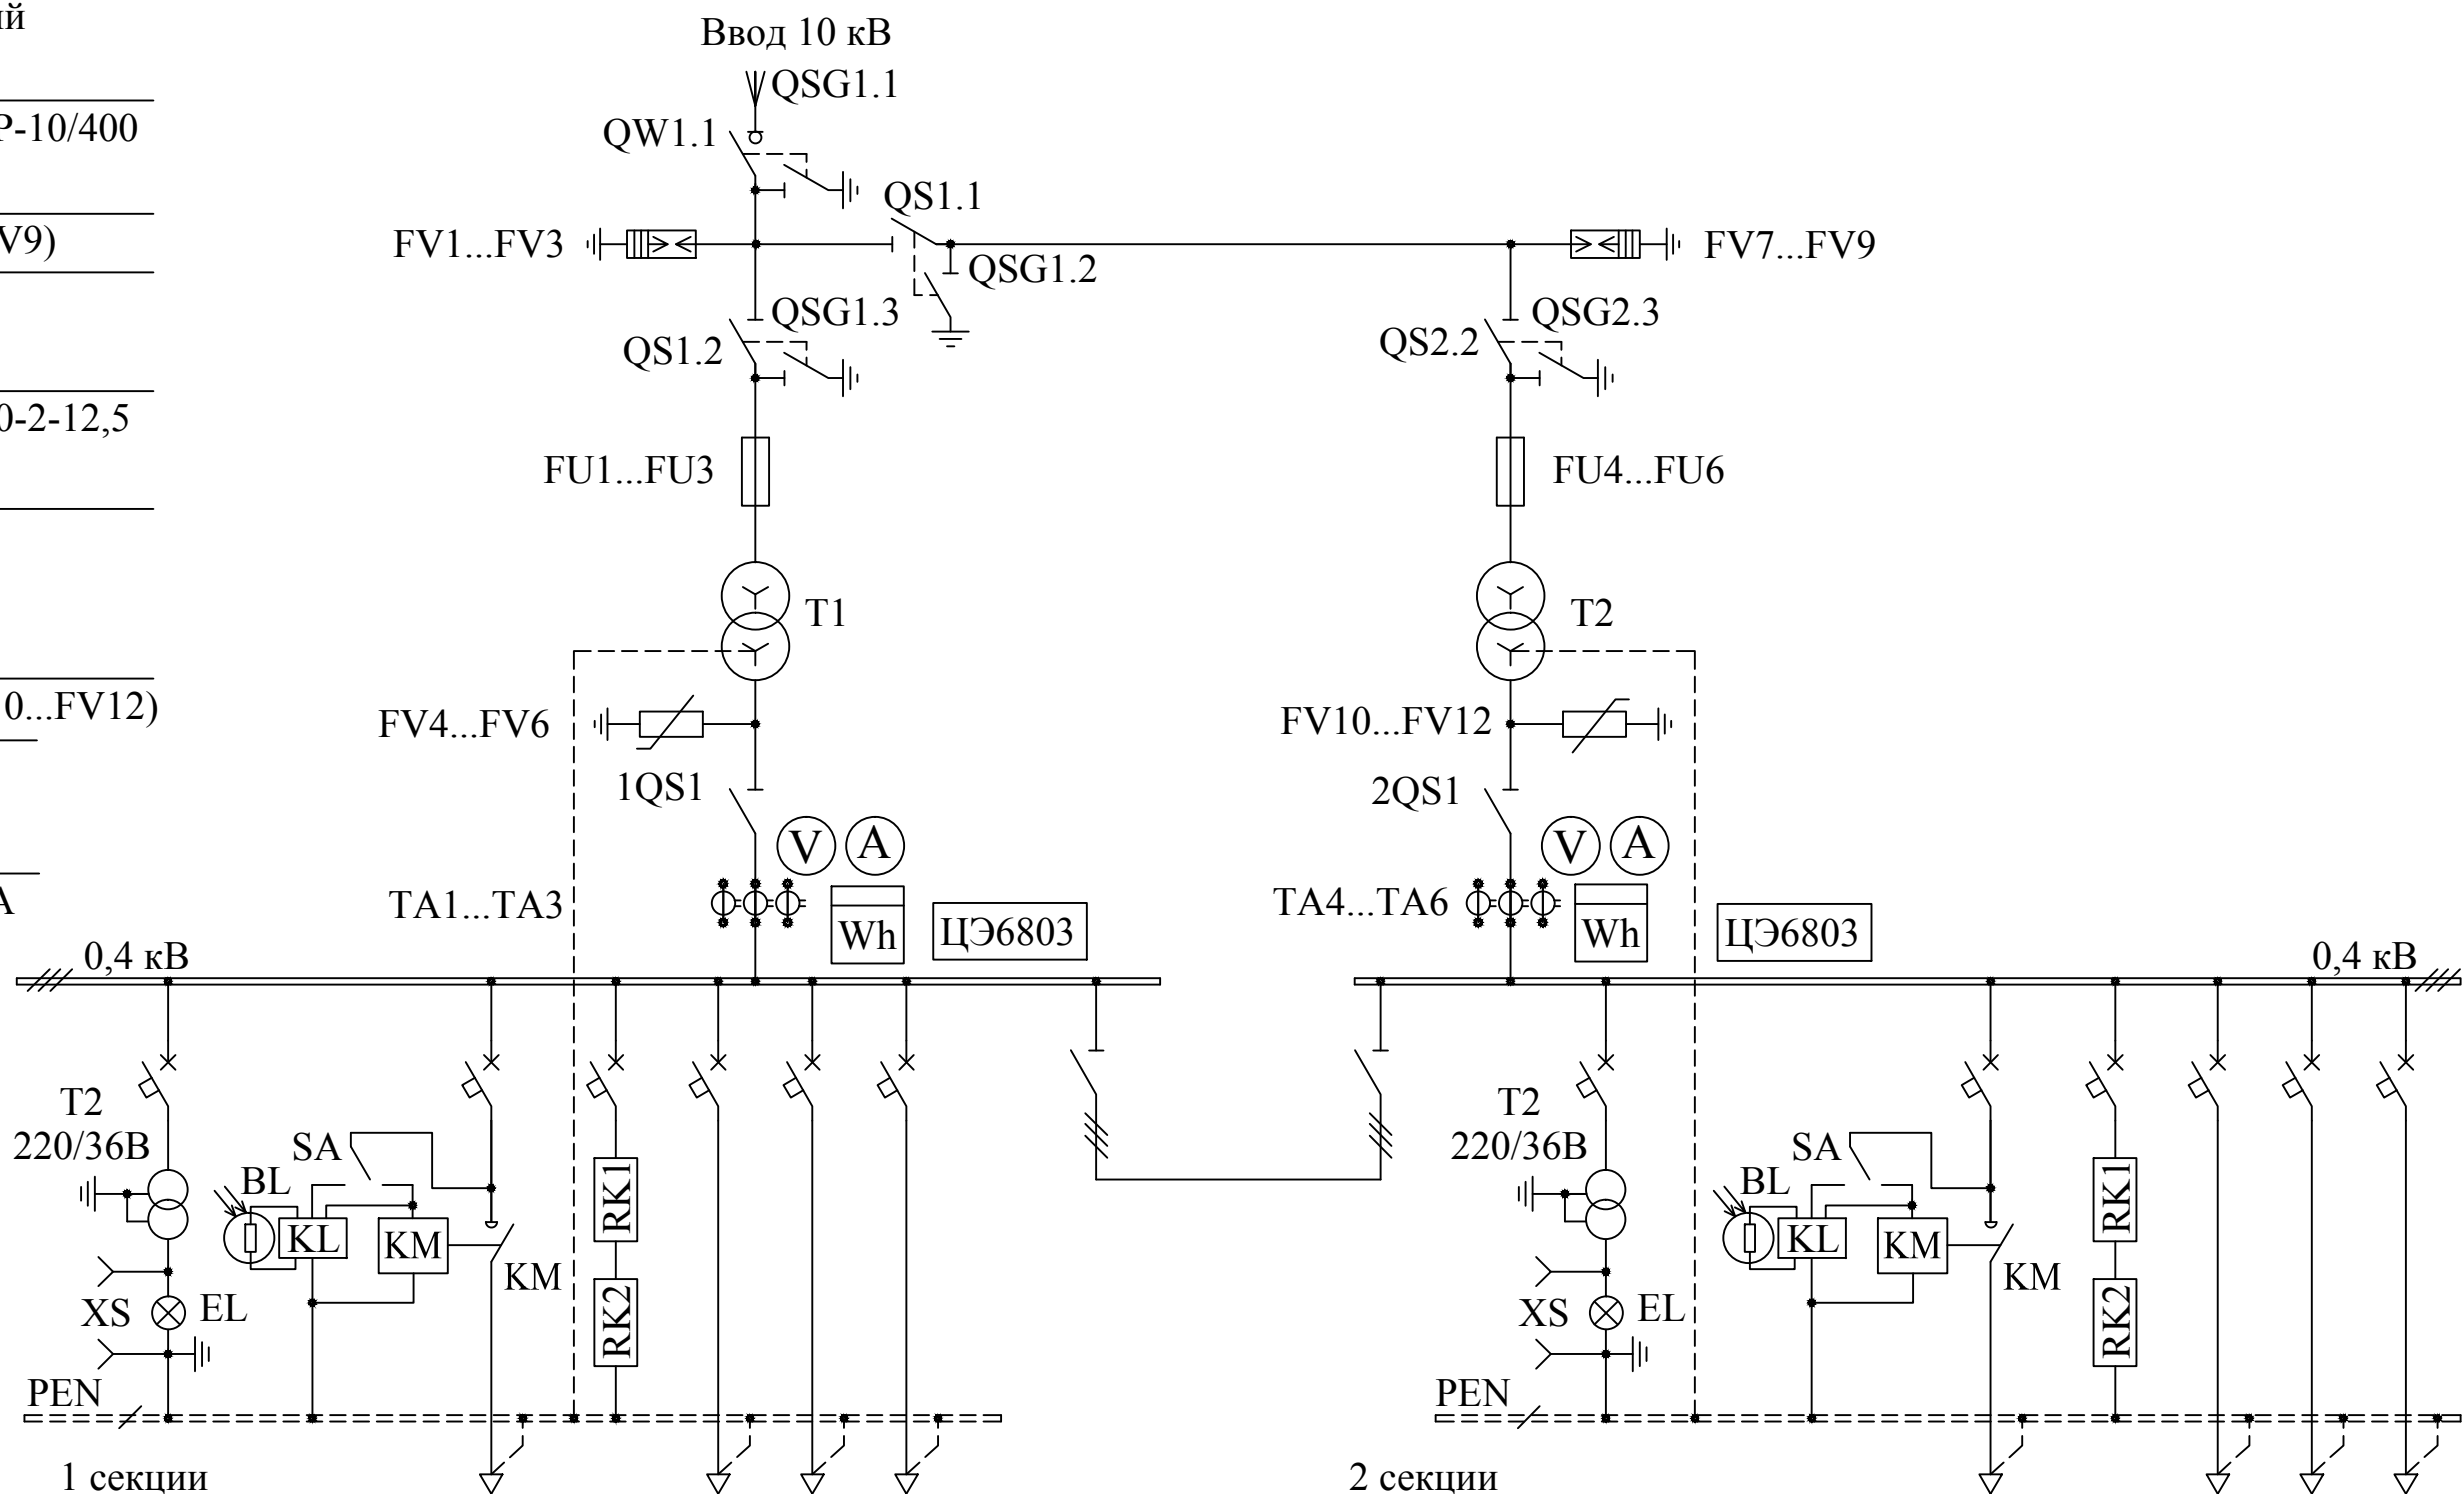 ий
Ввод 10 кВ
QSG1.1
Р-10/400
QW1.1
QS1.1
V9)
FV1...FV3
FV7...FV9
QSG1.2
QSG1.3
QSG2.3
QS1.2
QS2.2
0-2-12,5
FU1...FU3
FU4...FU6
T1
T2
0...FV12)
FV4...FV6
FV10...FV12
1QS1
2QS1
V
A
V
A
А
TA1...TA3
Wh
ЦЭ6803
TA4...TA6
Wh
ЦЭ6803
0,4 кВ
0,4 кВ
T2
220/36В
SA
BL
KL
KM
KM
RK1
RK2
XS
EL
PEN
1 секции
T2
220/36В
SA
BL
KL
KM
KM
RK1
RK2
XS
EL
PEN
2 секции